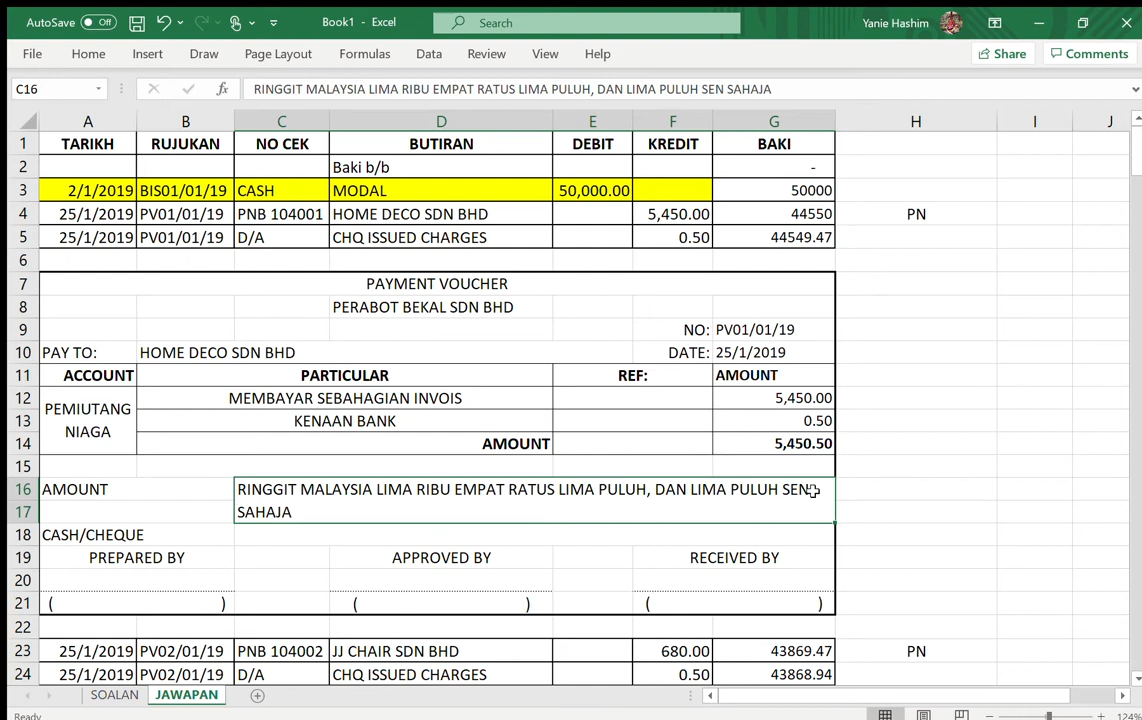 AutoSave Off Book1 - Excel Search Yanie Hashim
File Home Insert Draw Page Layout Formulas Data Review View Help Share Comments
C16 fx RINGGIT MALAYSIA LIMA RIBU EMPAT RATUS LIMA PULUH, DAN LIMA PULUH SEN SAHAJA
A B C D E F G H I J
1 TARIKH RUJUKAN NO CEK BUTIRAN DEBIT KREDIT BAKI
2 Baki b/b -
3 2/1/2019 BIS01/01/19 CASH MODAL 50,000.00 50000
4 25/1/2019 PV01/01/19 PNB 104001 HOME DECO SDN BHD 5,450.00 44550 PN
5 25/1/2019 PV01/01/19 D/A CHQ ISSUED CHARGES 0.50 44549.47
6
7 PAYMENT VOUCHER
8 PERABOT BEKAL SDN BHD
9 NO: PV01/01/19
10 PAY TO: HOME DECO SDN BHD DATE: 25/1/2019
11 ACCOUNT PARTICULAR REF: AMOUNT
12 MEMBAYAR SEBAHAGIAN INVOIS 5,450.00
PEMIUTANG
13 KENAAN BANK 0.50
NIAGA
14 AMOUNT 5,450.50
15
16 AMOUNT RINGGIT MALAYSIA LIMA RIBU EMPAT RATUS LIMA PULUH, DAN LIMA PULUH SEN
17 SAHAJA
18 CASH/CHEQUE
19 PREPARED BY APPROVED BY RECEIVED BY
20
21 ( ) ( ) ( )
22
23 25/1/2019 PV02/01/19 PNB 104002 JJ CHAIR SDN BHD 680.00 43869.47 PN
24 25/1/2019 PV02/01/19 D/A CHQ ISSUED CHARGES 0.50 43868.94
SOALAN JAWAPAN
Ready 124%